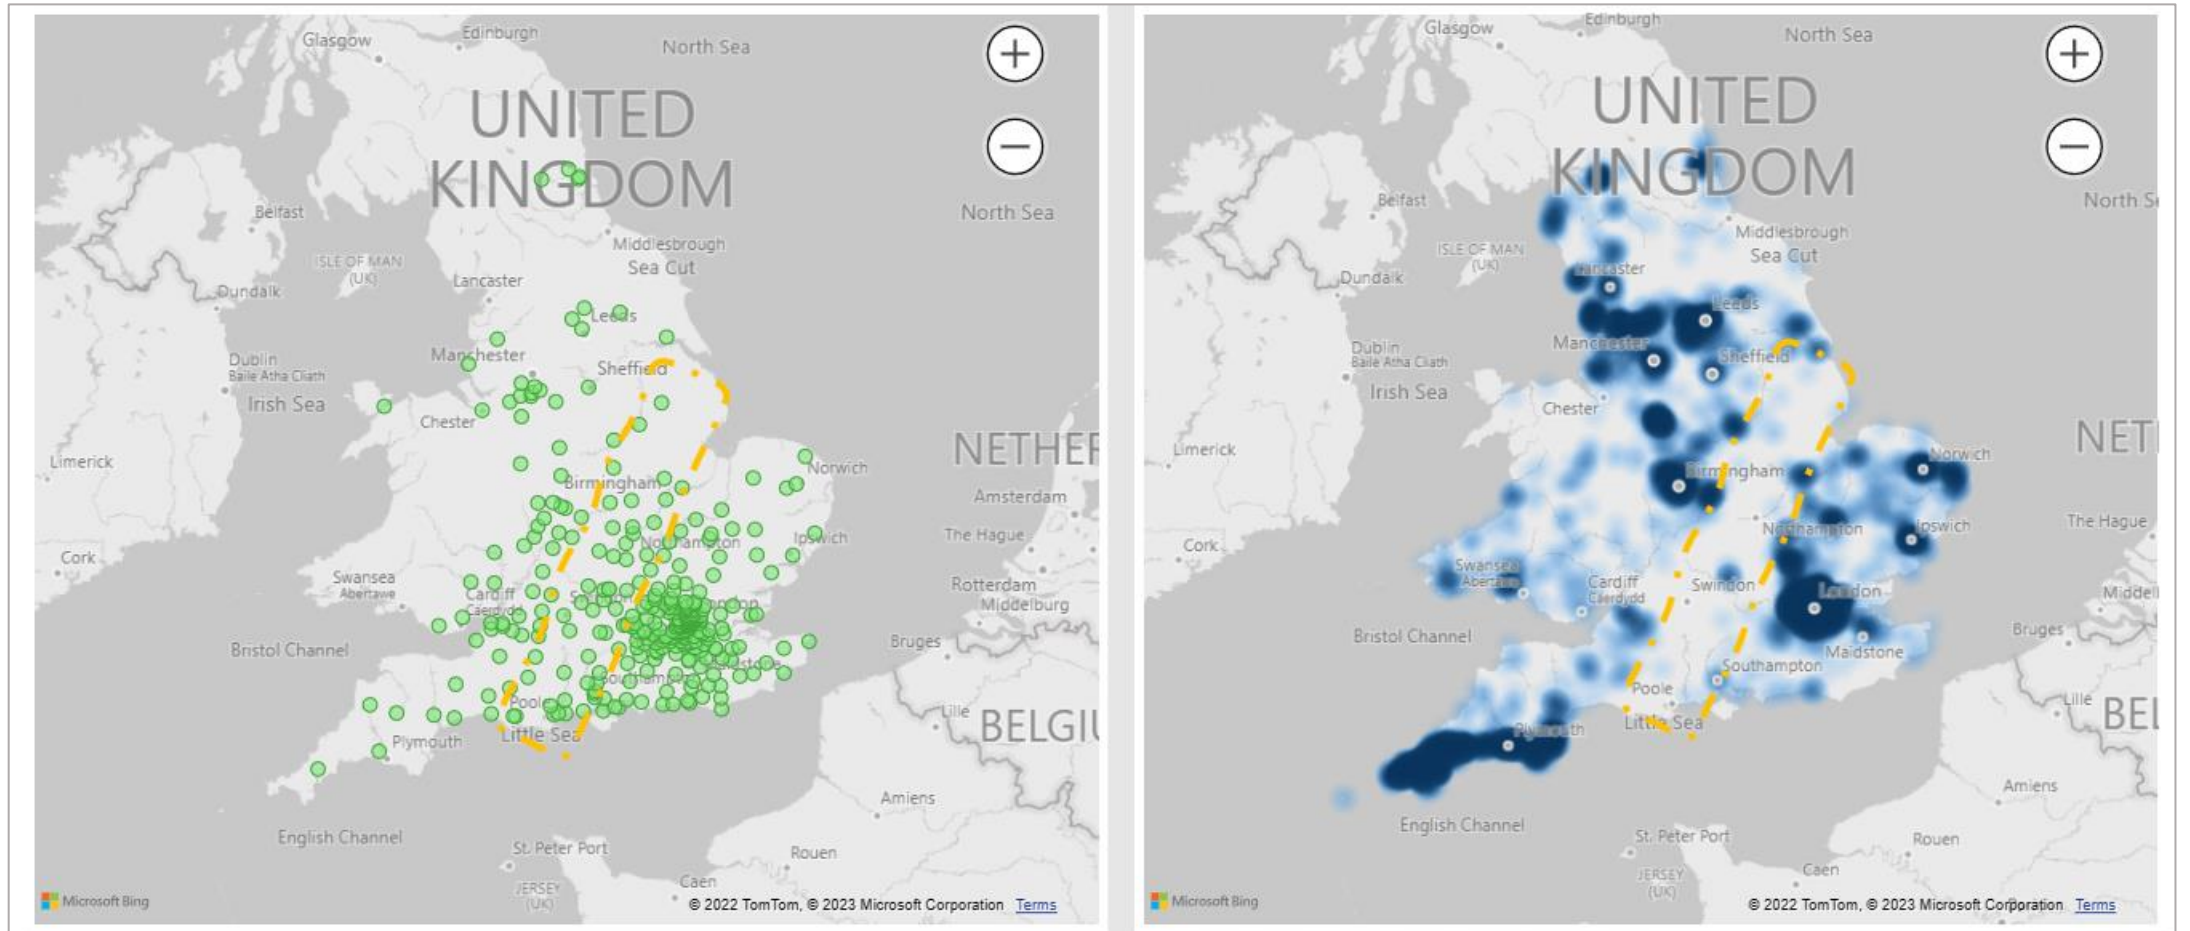 Glasgow
Edinburgh
North Sea
UNITED
KINGDOM
Belfast
North Sea
Middlesbrough
Sea Cut
ISLE OF MAN
(UK)
Lancaster
Dundalk
Leeds
Dublin
Baile Átha Cliath
Manchester
Sheffield
Irish Sea
Chester
Limerick
NETHER
Norwich
Birmingham
Amsterdam
The Hague
Northampton
Ipswich
Cork
Swansea
Abertawe
Cardiff
Caerdydd
Rotterdam
Middelburg
Bristol Channel
Bruges
Southampton
Poole
Little Sea
Plymouth
Lille
BELGIU
Amiens
English Channel
St. Peter Port
Rouen
JERSEY
(UK)
Caen
Microsoft Bing
© 2022 TomTom, © 2023 Microsoft Corporation Terms
Glasgow
Edinburgh
North Sea
UNITED
KINGDOM
Belfast
North S
Middlesbrough
Sea Cut
ISLE OF MAN
(UK)
Lancaster
Dundalk
Leeds
Dublin
Baile Átha Cliath
Manchester
Sheffield
Irish Sea
Chester
Limerick
NET
Norwich
Birmingham
The Hague
Northampton
Ipswich
Cork
Swansea
Abertawe
Cardiff
Caerdydd
Swindon
London
Middel
Bristol Channel
Bruges
Maidstone
Southampton
Poole
Little Sea
Plymouth
Lille
BEL
Amiens
English Channel
St. Peter Port
Rouen
JERSEY
(UK)
Caen
Microsoft Bing
© 2022 TomTom, © 2023 Microsoft Corporation Terms